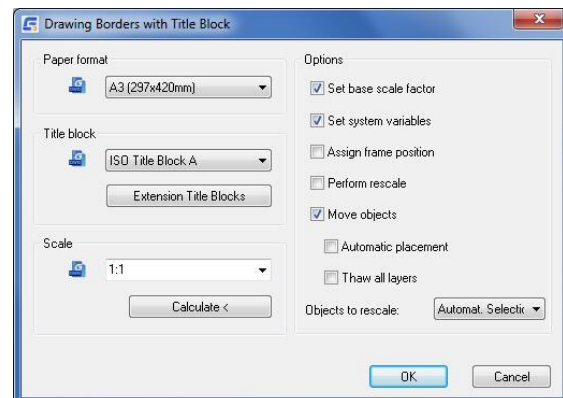 Drawing Borders with Title Block
Paper format
A3 (297x420mm)
Title block
ISO Title Block A
Extension Title Blocks
Scale
1:1
Calculate <
Options
Set base scale factor
Set system variables
Assign frame position
Perform rescale
Move objects
Automatic placement
Thaw all layers
Objects to rescale:
Automat. Selectic
OK
Cancel